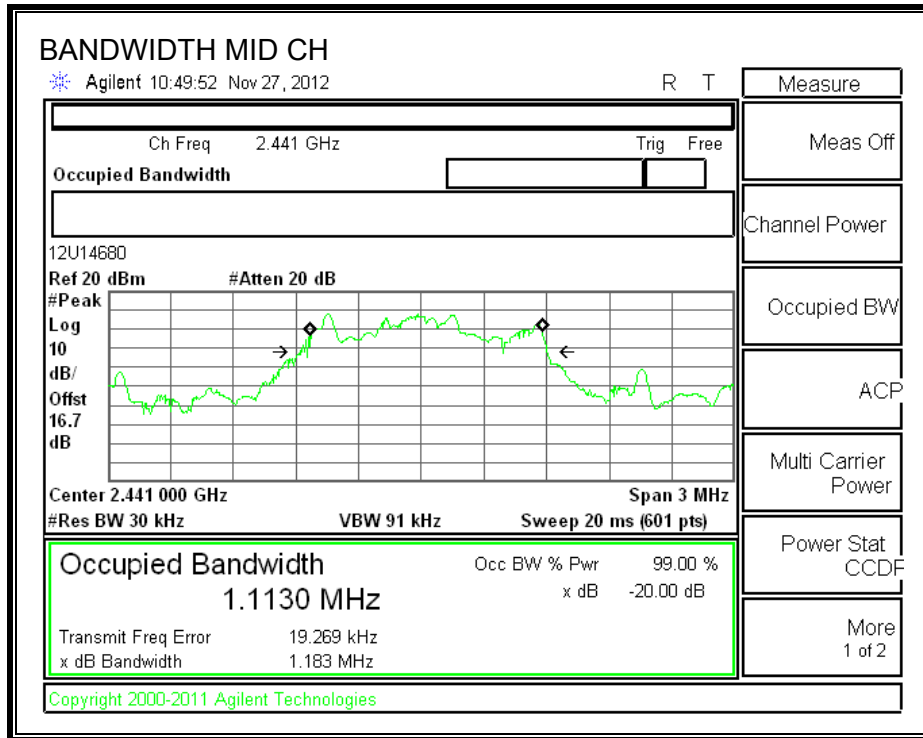 BANDWIDTH MID CH
Agilent 10:49:52 Nov 27, 2012 R T
Measure
Ch Freq 2.441 GHz Trig Free
Meas Off
Occupied Bandwidth
Channel Power
12U14680
Ref 20 dBm #Atten 20 dB
#Peak
Log
10
dB/
Offst
16.7
dB
Occupied BW
ACP
Multi Carrier
Power
Center 2.441 000 GHz Span 3 MHz
#Res BW 30 kHz VBW 91 kHz Sweep 20 ms (601 pts)
Power Stat
CCDF
Occupied Bandwidth Occ BW % Pwr 99.00 %
1.1130 MHz x dB -20.00 dB
Transmit Freq Error 19.269 kHz
x dB Bandwidth 1.183 MHz
More
1 of 2
Copyright 2000-2011 Agilent Technologies